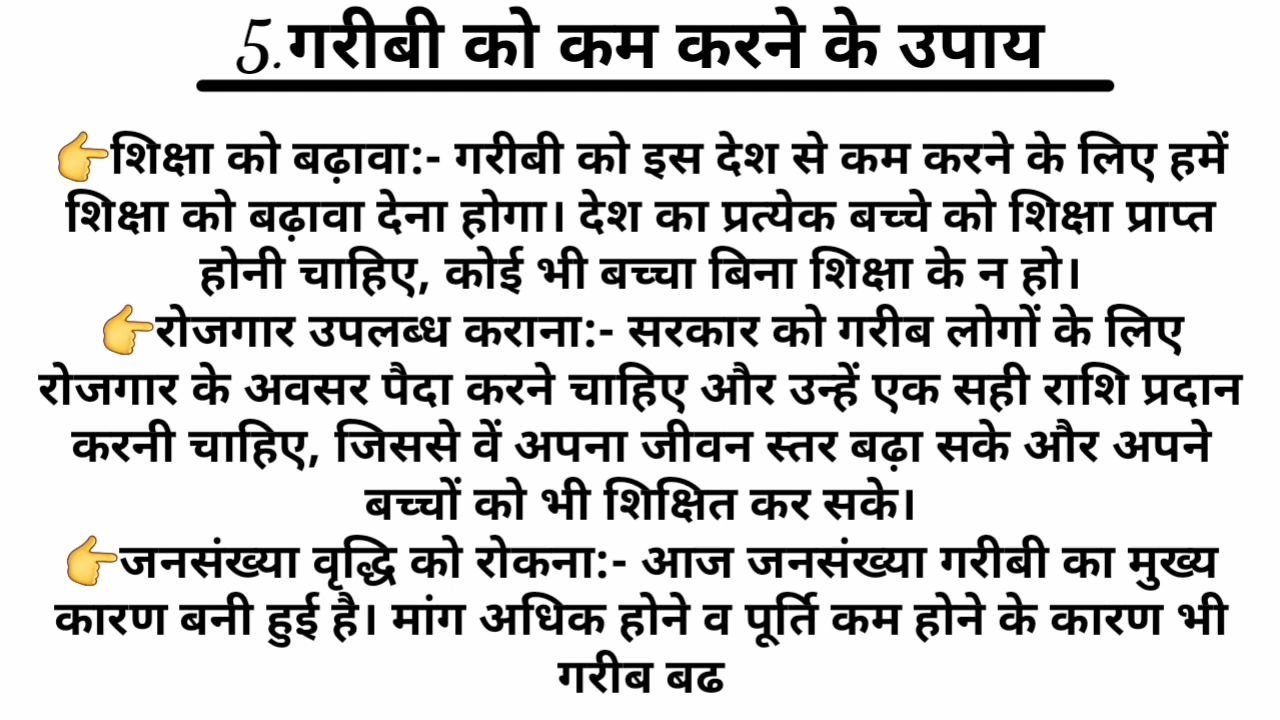 5.गरीबी को कम करने के उपाय
👉शिक्षा को बढ़ावा:- गरीबी को इस देश से कम करने के लिए हमें
शिक्षा को बढ़ावा देना होगा। देश का प्रत्येक बच्चे को शिक्षा प्राप्त
होनी चाहिए, कोई भी बच्चा बिना शिक्षा के न हो।
👉रोजगार उपलब्ध कराना:- सरकार को गरीब लोगों के लिए
रोजगार के अवसर पैदा करने चाहिए और उन्हें एक सही राशि प्रदान
करनी चाहिए, जिससे वें अपना जीवन स्तर बढ़ा सके और अपने
बच्चों को भी शिक्षित कर सके।
👉जनसंख्या वृद्धि को रोकना:- आज जनसंख्या गरीबी का मुख्य
कारण बनी हुई है। मांग अधिक होने व पूर्ति कम होने के कारण भी
गरीब बढ